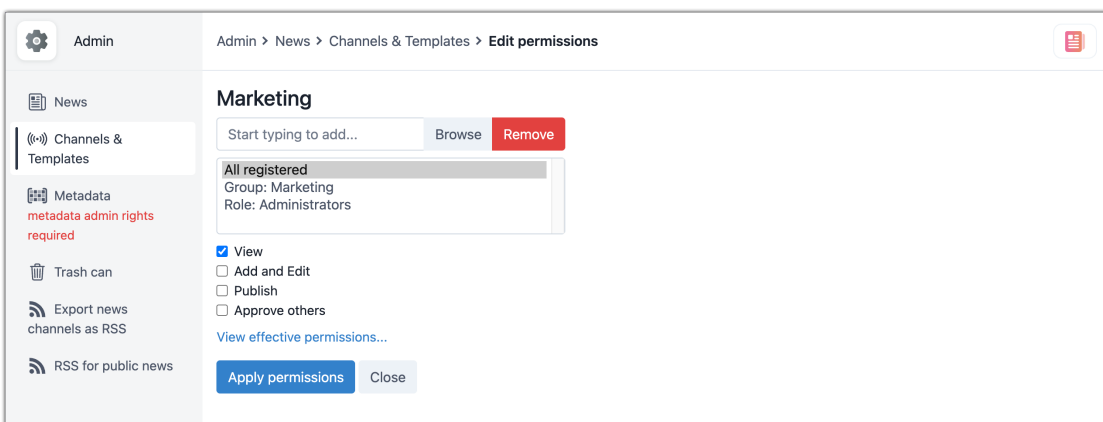 Admin
Admin > News > Channels & Templates > Edit permissions
News
Channels &
Templates
Metadata
metadata admin rights
required
Trash can
Export news
channels as RSS
RSS for public news
Marketing
Start typing to add...
Browse
Remove
All registered
Group: Marketing
Role: Administrators
View
Add and Edit
Publish
Approve others
View effective permissions...
Apply permissions
Close